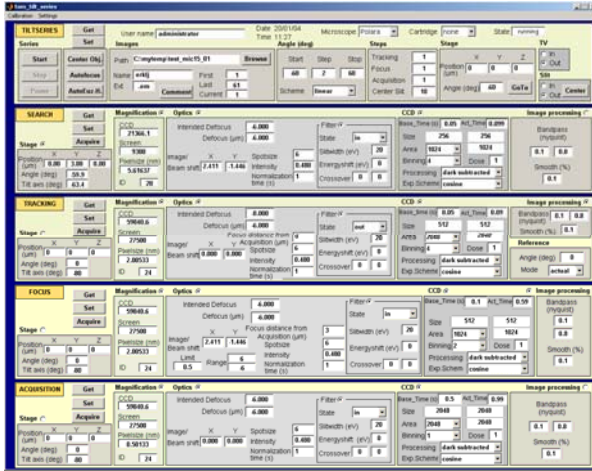 tom_tilt_series
Calibration Settings
TILTSERIES Get User name administrator Date 20/01/04 Microscope Polara Cartridge none State running
Set Time 11:27
Series Images Angle (deg) Steps Stage TV
Start Center Obj. Path C:\mytemp\test_mic15_01 Browse Start Step Stop Tracking 1 X Y Z In
Stop Autofocus Name First 1 60 2 60 Focus 1 Position (um) 0 0 0 Out
Pause Ext .em Comment Last 61 Scheme linear Acquisition 1 Angle (deg) 60 GoTo Slit
Current 1 Center Slit 10 In Out Center
SEARCH Get Magnification Optics CCD Image processing
Set CCD Intended Defocus -6.000 Filter Base_Time (s) 0.05 Act_Time 0.099 Bandpass
Acquire 21366.1 Defocus (um) -6.000 State in Size 256 256 (nyquist)
Stage Screen 9300 Area 1024 1024 0.1 0.8
X Y Z Pixelsize (nm) Image/ X Y Spotsize 6 Slitwidth (eV) 20 Binning 4 Dose 1 Smooth (%)
Position (um) 0.00 3.00 0.00 5.61637 Beam shift 2.411 -1.446 Intensity 0.400 Energyshift (eV) 0 Processing dark subtracted 0.1
Angle (deg) 59.9 ID 20 Normalization time (s) 1 Crossover 0 0 Exp.Scheme cosine
Tilt axis (deg) 63.4
TRACKING Get Magnification Optics CCD Image processing
Set CCD Intended Defocus Filter Base_time (s) 0.05 Act_Time 0.09 Bandpass 0.1 0.8
Acquire 59040.6 Defocus (um) State out Size 512 512 (nyquist)
Stage Screen 27500 Focus distance from Acquisition (um) 0 Area 2048 2048 Smooth (%) 0.1
X Y Z Pixelsize (nm) Image/ X Y Spotsize 6 Slitwidth (eV) 20 Binning 4 Dose 1 Reference
Position (um) 0 0 0 2.00533 Beam shift 0.000 0.000 Intensity 0.400 Energyshift (eV) 0 Processing dark subtracted Angle (deg) 0
Angle (deg) 0 ID 24 Normalization time (s) 1 Crossover 0 0 Exp.Scheme cosine Mode actual
Tilt axis (deg)
FOCUS Get Magnification Optics CCD Image processing
Set CCD Intended Defocus Filter Base_Time (s) 0.1 Act_Time 0.59 Bandpass
Acquire 59040.6 Defocus (um) State in Size 512 512 (nyquist)
Stage Screen 27500 Focus distance from Acquisition (um) 3 Area 1024 1024 0.1
X Y Z Pixelsize (nm) Image/ X Y Spotsize 6 Slitwidth (eV) 20 Binning 2 Dose 1 0.8
Position (um) 0 0 0 2.00533 Beam shift 2.411 -1.446 Intensity 0.400 Energyshift (eV) 0 Processing dark subtracted Smooth (%)
Angle (deg) 0 ID 24 Limit 0.5 Range 6 6 Normalization time (s) 1 Crossover 0 0 Exp.Schem cosine 0.1
Tilt axis (deg)
ACQUISITION Get Magnification Optics CCD Image processing
Set CCD Intended Defocus Filter Base_Time (s) 0.5 Act_Time 0.99 Bandpass
Acquire 59040.6 Defocus (um) State in Size 2048 2048 (nyquist)
Stage Screen 27500 Area 2048 2048 0.1 0.8
X Y Z Pixelsize (nm) Image/ X Y Spotsize 6 Slitwidth (eV) 20 Binning 1 Dose 1 Smooth (%)
Position (um) 0 0 0 0.50133 Beam shift 0.000 0.000 Intensity 0.400 Energyshift (eV) 0 Processing dark subtracted 0.1
Angle (deg) 0 ID 24 Normalization time (s) 1 Crossover 0 0 Exp.Scheme cosine
Tilt axis (deg)